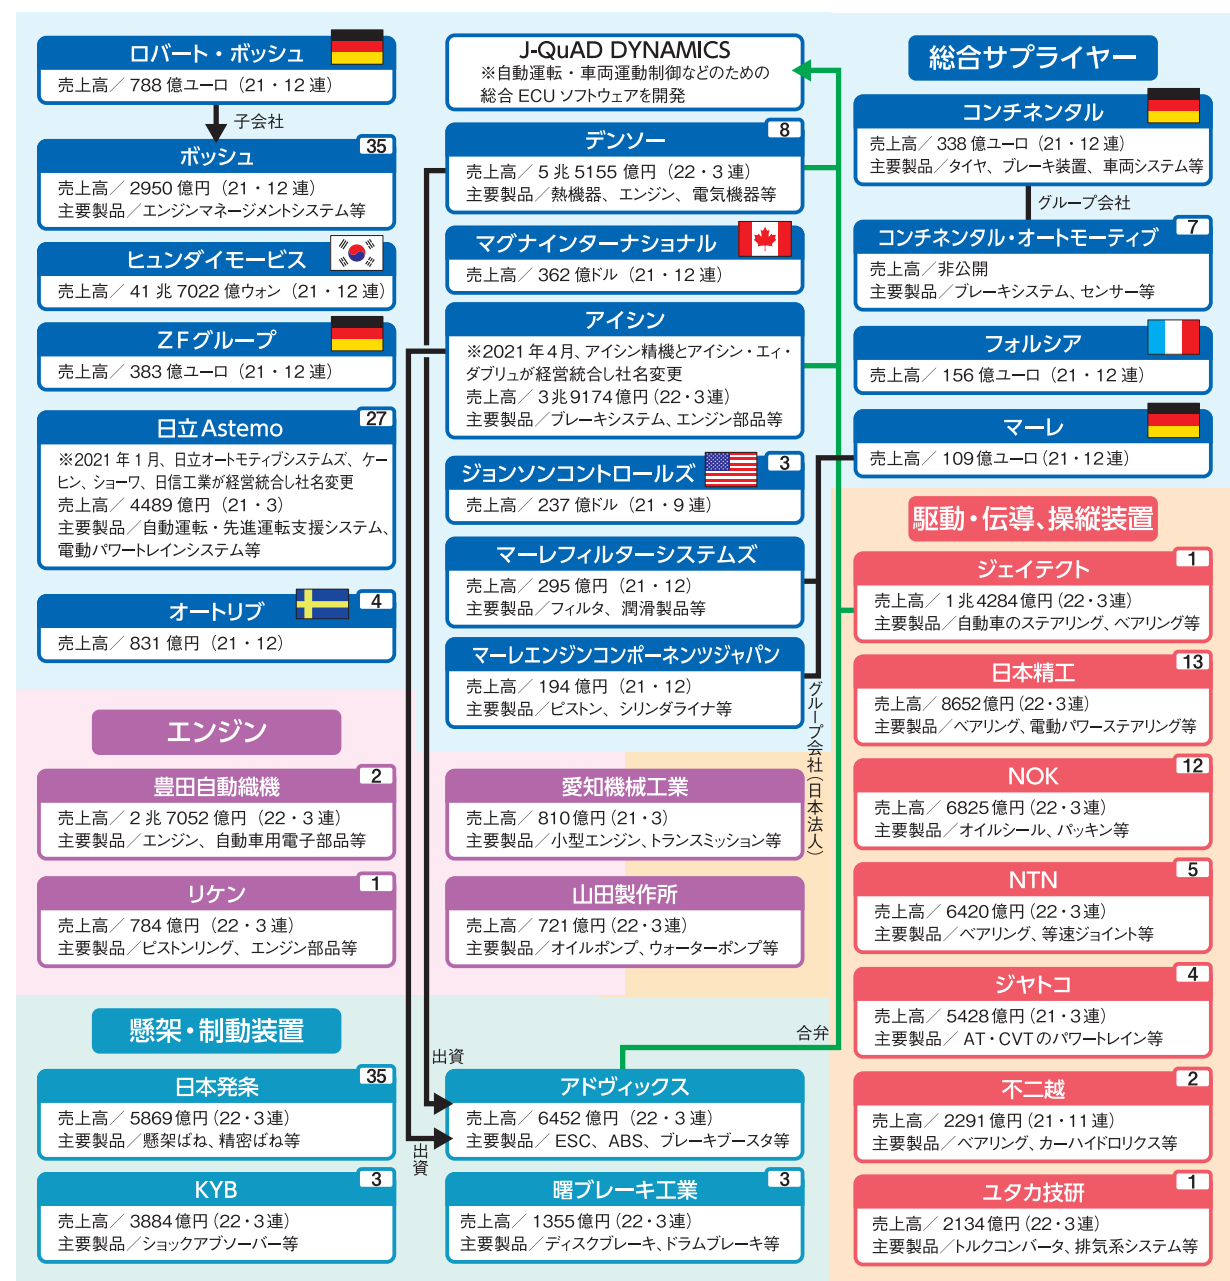 ロバート・ボッシュ
売上高／788億ユーロ（21・12連）
子会社
ボッシュ
35
売上高／2950億円（21・12連）
主要製品／エンジンマネージメントシステム等
ヒュンダイモービス
売上高／41兆7022億ウォン（21・12連）
ZFグループ
売上高／383億ユーロ（21・12連）
日立Astemo
27
※2021年1月、日立オートモティブシステムズ、ケー
ヒン、ショーワ、日信工業が経営統合し社名変更
売上高／4489億円（21・3）
主要製品／自動運転・先進運転支援システム、
電動パワートレインシステム等
オートリブ
4
売上高／831億円（21・12）
J-QuAD DYNAMICS
※自動運転・車両運動制御などのための
総合ECUソフトウェアを開発
デンソー
8
売上高／5兆5155億円（22・3連）
主要製品／熱機器、エンジン、電気機器等
マグナインターナショナル
売上高／362億ドル（21・12連）
アイシン
※2021年4月、アイシン精機とアイシン・エィ・
ダブリュが経営統合し社名変更
売上高／3兆9174億円（22・3連）
主要製品／ブレーキシステム、エンジン部品等
ジョンソンコントロールズ
3
売上高／237億ドル（21・9連）
マーレフィルターシステムズ
売上高／295億円（21・12）
主要製品／フィルタ、潤滑製品等
マーレエンジンコンポーネンツジャパン
売上高／194億円（21・12）
主要製品／ピストン、シリンダライナ等
グループ会社（日本法人）
総合サプライヤー
コンチネンタル
売上高／338億ユーロ（21・12連）
主要製品／タイヤ、ブレーキ装置、車両システム等
グループ会社
コンチネンタル・オートモーティブ
7
売上高／非公開
主要製品／ブレーキシステム、センサー等
フォルシア
売上高／156億ユーロ（21・12連）
マーレ
売上高／109億ユーロ（21・12連）
駆動・伝導、操縦装置
ジェイテクト
1
売上高／1兆4284億円（22・3連）
主要製品／自動車のステアリング、ベアリング等
日本精工
13
売上高／8652億円（22・3連）
主要製品／ベアリング、電動パワーステアリング等
NOK
12
売上高／6825億円（22・3連）
主要製品／オイルシール、パッキン等
NTN
5
売上高／6420億円（22・3連）
主要製品／ベアリング、等速ジョイント等
ジヤトコ
4
売上高／5428億円（21・3連）
主要製品／AT・CVTのパワートレイン等
不二越
2
売上高／2291億円（21・11連）
主要製品／ベアリング、カーハイドロリクス等
ユタカ技研
1
売上高／2134億円（22・3連）
主要製品／トルクコンバータ、排気系システム等
エンジン
豊田自動織機
2
売上高／2兆7052億円（22・3連）
主要製品／エンジン、自動車用電子部品等
リケン
1
売上高／784億円（22・3連）
主要製品／ピストンリング、エンジン部品等
愛知機械工業
売上高／810億円（21・3）
主要製品／小型エンジン、トランスミッション等
山田製作所
売上高／721億円（22・3連）
主要製品／オイルポンプ、ウォーターポンプ等
懸架・制動装置
日本発条
35
売上高／5869億円（22・3連）
主要製品／懸架ばね、精密ばね等
KYB
3
売上高／3884億円（22・3連）
主要製品／ショックアブソーバー等
出資
出資
合弁
アドヴィックス
売上高／6452億円（22・3連）
主要製品／ESC、ABS、ブレーキブースタ等
曙ブレーキ工業
3
売上高／1355億円（22・3連）
主要製品／ディスクブレーキ、ドラムブレーキ等